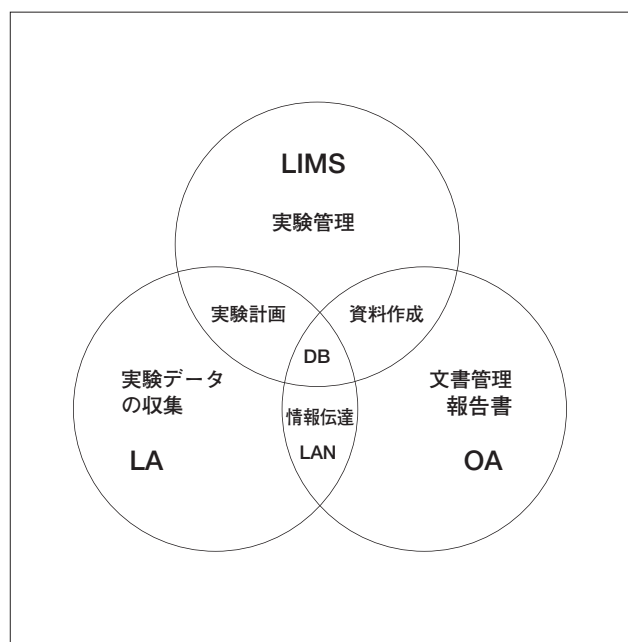 LIMS
実験管理
実験計画
資料作成
DB
実験データ
の収集
LA
情報伝達
LAN
文書管理
報告書
OA